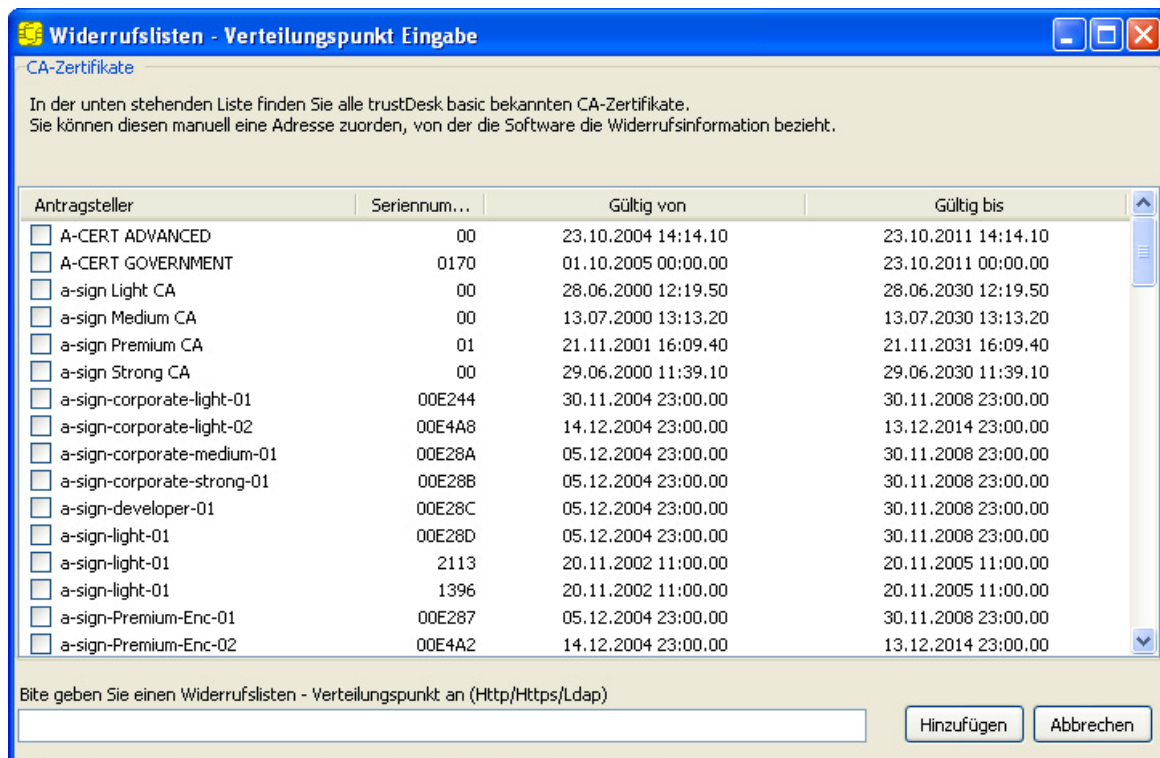 Widerrufslisten - Verteilungspunkt Eingabe
CA-Zertifikate
In der unten stehenden Liste finden Sie alle trustDesk basic bekannten CA-Zertifikate.
Sie können diesen manuell eine Adresse zuorden, von der die Software die Widerrufsinformation bezieht.
Antragsteller Seriennum... Gültig von Gültig bis
A-CERT ADVANCED 00 23.10.2004 14:14.10 23.10.2011 14:14.10
A-CERT GOVERNMENT 0170 01.10.2005 00:00.00 23.10.2011 00:00.00
a-sign Light CA 00 28.06.2000 12:19.50 28.06.2030 12:19.50
a-sign Medium CA 00 13.07.2000 13:13.20 13.07.2030 13:13.20
a-sign Premium CA 01 21.11.2001 16:09.40 21.11.2031 16:09.40
a-sign Strong CA 00 29.06.2000 11:39.10 29.06.2030 11:39.10
a-sign-corporate-light-01 00E244 30.11.2004 23:00.00 30.11.2008 23:00.00
a-sign-corporate-light-02 00E4A8 14.12.2004 23:00.00 13.12.2014 23:00.00
a-sign-corporate-medium-01 00E28A 05.12.2004 23:00.00 30.11.2008 23:00.00
a-sign-corporate-strong-01 00E28B 05.12.2004 23:00.00 30.11.2008 23:00.00
a-sign-developer-01 00E28C 05.12.2004 23:00.00 30.11.2008 23:00.00
a-sign-light-01 00E28D 05.12.2004 23:00.00 30.11.2008 23:00.00
a-sign-light-01 2113 20.11.2002 11:00.00 20.11.2005 11:00.00
a-sign-light-01 1396 20.11.2002 11:00.00 20.11.2005 11:00.00
a-sign-Premium-Enc-01 00E287 05.12.2004 23:00.00 30.11.2008 23:00.00
a-sign-Premium-Enc-02 00E4A2 14.12.2004 23:00.00 13.12.2014 23:00.00
Bite geben Sie einen Widerrufslisten - Verteilungspunkt an (Http/Https/Ldap)
Hinzufügen Abbrechen